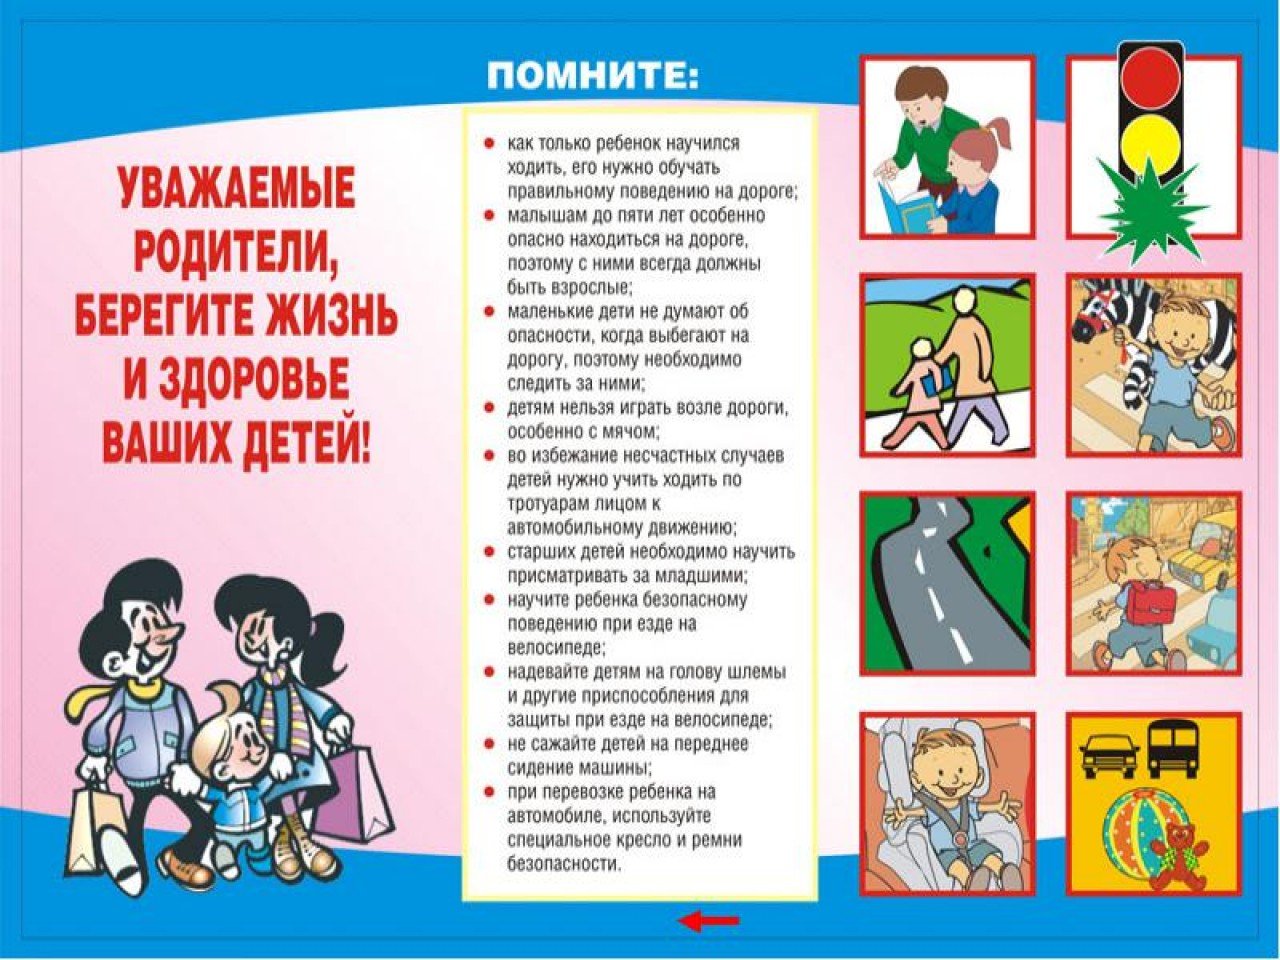 ПОМНИТЕ:
УВАЖАЕМЫЕ
РОДИТЕЛИ,
БЕРЕГИТЕ ЖИЗНЬ
И ЗДОРОВЬЕ
ВАШИХ ДЕТЕЙ!
• как только ребенок научился
ходить, его нужно обучать
правильному поведению на дороге;
• малышам до пяти лет особенно
опасно находиться на дороге,
поэтому с ними всегда должны
быть взрослые;
• маленькие дети не думают об
опасности, когда выбегают на
дорогу, поэтому необходимо
следить за ними;
• детям нельзя играть возле дороги,
особенно с мячом;
• во избежание несчастных случаев
детей нужно учить ходить по
тротуарам лицом к
автомобильному движению;
• старших детей необходимо научить
присматривать за младшими;
• научите ребенка безопасному
поведению при езде на
велосипеде;
• надевайте детям на голову шлемы
и другие приспособления для
защиты при езде на велосипеде;
• не сажайте детей на переднее
сидение машины;
• при перевозке ребенка на
автомобиле, используйте
специальное кресло и ремни
безопасности.